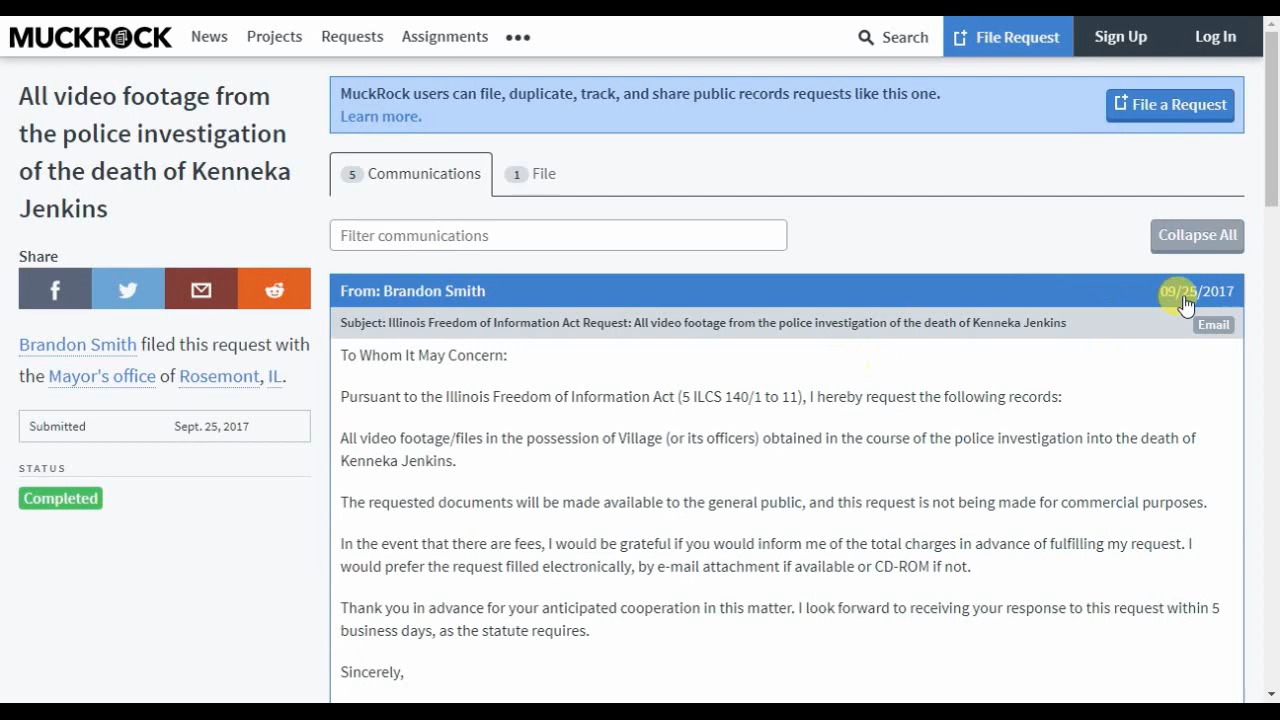 MUCKROCK News Projects Requests Assignments ••• Search File Request Sign Up Log In
All video footage from
the police investigation
of the death of Kenneka
Jenkins
Share
Brandon Smith filed this request with
the Mayor's office of Rosemont, IL.
Submitted Sept. 25, 2017
STATUS
Completed
MuckRock users can file, duplicate, track, and share public records requests like this one.
Learn more.
File a Request
5 Communications 1 File
Filter communications
Collapse All
From: Brandon Smith 09/25/2017
Subject: Illinois Freedom of Information Act Request: All video footage from the police investigation of the death of Kenneka Jenkins
Email
To Whom It May Concern:
Pursuant to the Illinois Freedom of Information Act (5 ILCS 140/1 to 11), I hereby request the following records:
All video footage/files in the possession of Village (or its officers) obtained in the course of the police investigation into the death of
Kenneka Jenkins.
The requested documents will be made available to the general public, and this request is not being made for commercial purposes.
In the event that there are fees, I would be grateful if you would inform me of the total charges in advance of fulfilling my request. I
would prefer the request filled electronically, by e-mail attachment if available or CD-ROM if not.
Thank you in advance for your anticipated cooperation in this matter. I look forward to receiving your response to this request within 5
business days, as the statute requires.
Sincerely,